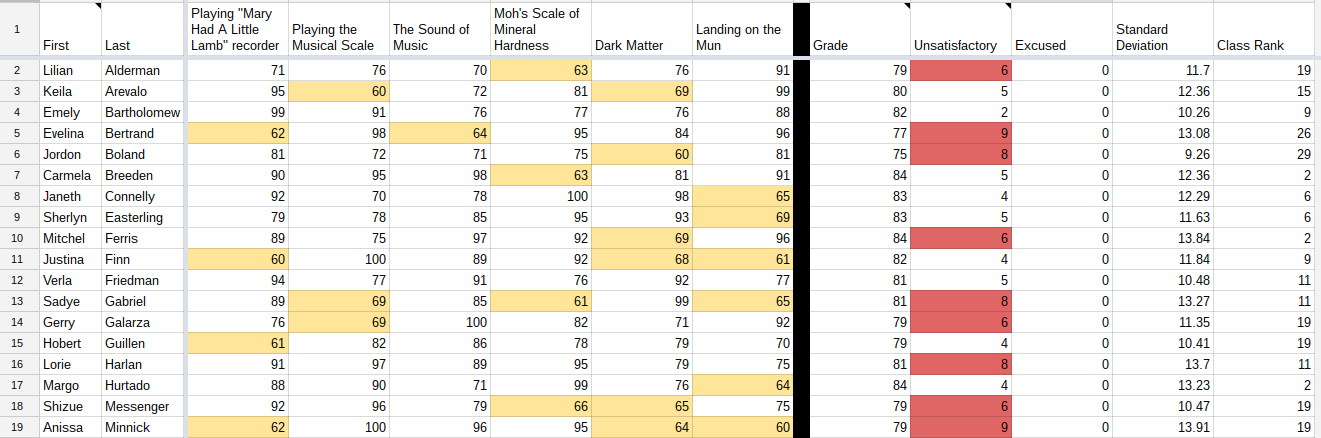 1 First Last Playing "Mary Had A Little Lamb" recorder Playing the Musical Scale The Sound of Music Moh's Scale of Mineral Hardness Dark Matter Landing on the Mun Grade Unsatisfactory Excused Standard Deviation Class Rank
2 Lilian Alderman 71 76 70 63 76 91 79 6 0 11.7 19
3 Keila Arevalo 95 60 72 81 69 99 80 5 0 12.36 15
4 Emely Bartholomew 99 91 76 77 76 88 82 2 0 10.26 9
5 Evelina Bertrand 62 98 64 95 84 96 77 9 0 13.08 26
6 Jordon Boland 81 72 71 75 60 81 75 8 0 9.26 29
7 Carmela Breeden 90 95 98 63 81 91 84 5 0 12.36 2
8 Janeth Connelly 92 70 78 100 98 65 83 4 0 12.29 6
9 Sherlyn Easterling 79 78 85 95 93 69 83 5 0 11.63 6
10 Mitchel Ferris 89 75 97 92 69 96 84 6 0 13.84 2
11 Justina Finn 60 100 89 92 68 61 82 4 0 11.84 9
12 Verla Friedman 94 77 91 76 92 77 81 5 0 10.48 11
13 Sadye Gabriel 89 69 85 61 99 65 81 8 0 13.27 11
14 Gerry Galarza 76 69 100 82 71 92 79 6 0 11.35 19
15 Hobert Guillen 61 82 86 78 79 70 79 4 0 10.41 19
16 Lorie Harlan 91 97 89 95 79 75 81 8 0 13.7 11
17 Margo Hurtado 88 90 71 99 76 64 84 4 0 13.23 2
18 Shizue Messenger 92 96 79 66 65 75 79 6 0 10.47 19
19 Anissa Minnick 62 100 96 95 64 60 79 9 0 13.91 19